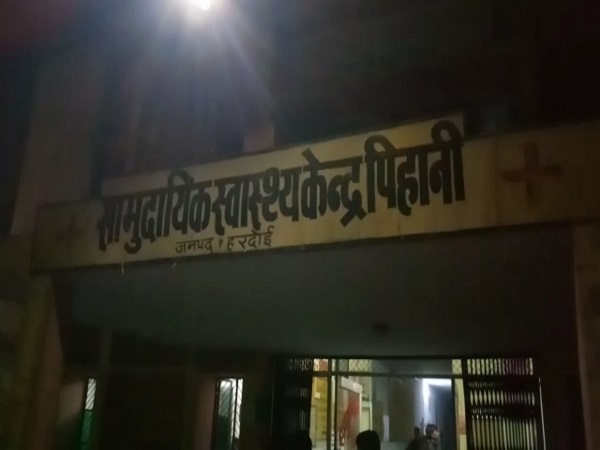 सामुदायिक स्वास्थ्य केन्द्र पिहानी
जनपद - हरदोई